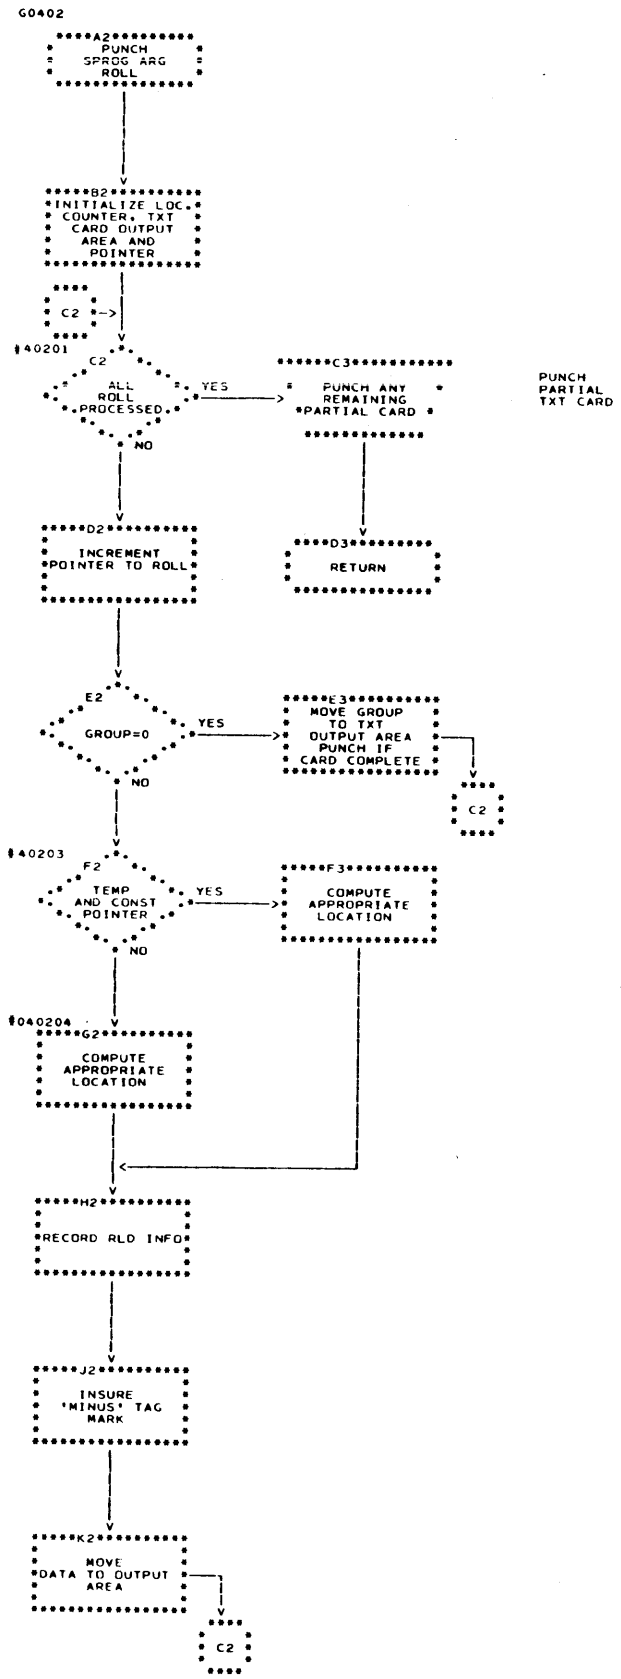 G0402
A2
PUNCH
SPROG ARG
ROLL
B2
INITIALIZE LOC.
COUNTER, TXT
CARD OUTPUT
AREA AND
POINTER
C2
#40201
C2
ALL
ROLL
PROCESSED
YES
NO
C3
PUNCH ANY
REMAINING
PARTIAL CARD
PUNCH
PARTIAL
TXT CARD
D2
INCREMENT
POINTER TO ROLL
D3
RETURN
E2
GROUP=0
YES
NO
E3
MOVE GROUP
TO TXT
OUTPUT AREA
PUNCH IF
CARD COMPLETE
C2
#40203
F2
TEMP
AND CONST
POINTER
YES
NO
F3
COMPUTE
APPROPRIATE
LOCATION
#040204
G2
COMPUTE
APPROPRIATE
LOCATION
H2
RECORD RLD INFO
J2
INSURE
'MINUS' TAG
MARK
K2
MOVE
DATA TO OUTPUT
AREA
C2